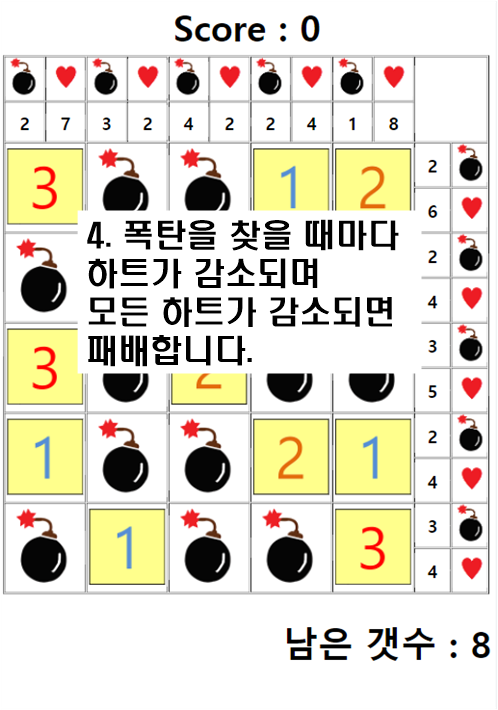 Score : 0
2 7 3 2 4 2 2 4 1 8
3 1 2 2
6
4. 폭탄을 찾을 때마다
하트가 감소되며
모든 하트가 감소되면
패배합니다.
2
4
3 2 3
5
1 2 1 2
4
1 3 3
4
남은 갯수 : 8